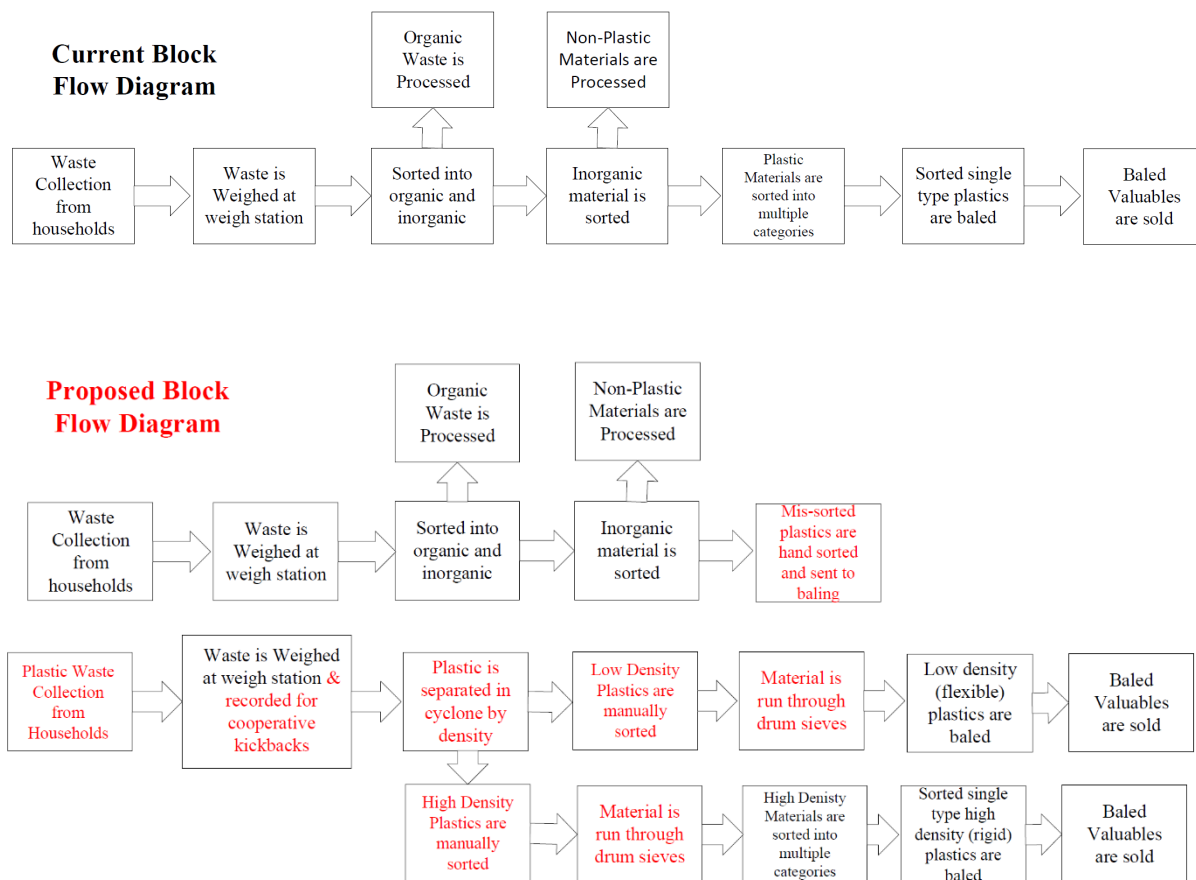 Current Block
Flow Diagram
Organic
Waste is
Processed
Non-Plastic
Materials are
Processed
Waste
Collection
from
households
Waste is
Weighed at
weigh station
Sorted into
organic and
inorganic
Inorganic
material is
sorted
Plastic
Materials are
sorted into
multiple
categories
Sorted single
type plastics
are baled
Baled
Valuables
are sold
Proposed Block
Flow Diagram
Organic
Waste is
Processed
Non-Plastic
Materials are
Processed
Waste
Collection
from
households
Waste is
Weighed at
weigh station
Sorted into
organic and
inorganic
Inorganic
material is
sorted
Mis-sorted
plastics are
hand sorted
and sent to
baling
Plastic Waste
Collection
from
Households
Waste is Weighed
at weigh station &
recorded for
cooperative
kickbacks
Plastic is
separated in
cyclone by
density
Low Density
Plastics are
manually
sorted
Material is
run through
drum sieves
Low density
(flexible)
plastics are
baled
Baled
Valuables
are sold
High Density
Plastics are
manually
sorted
Material is
run through
drum sieves
High Denisty
Materials are
sorted into
multiple
categories
Sorted single
type high
density (rigid)
plastics are
baled
Baled
Valuables
are sold